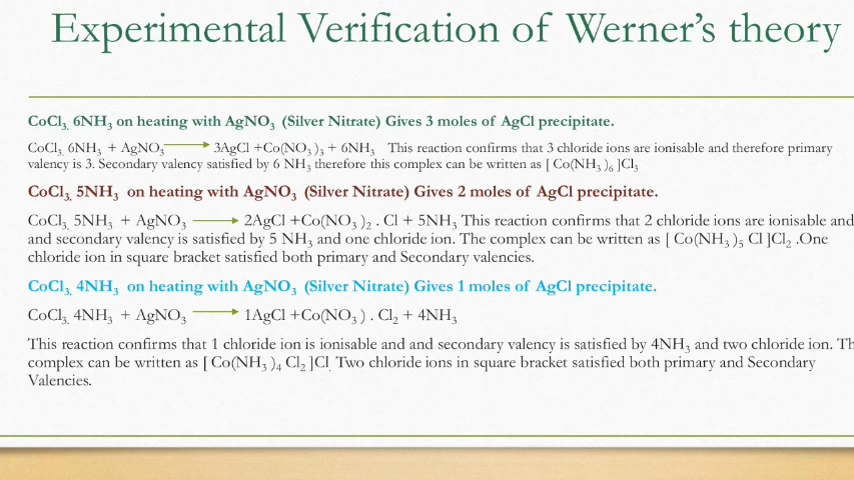 Experimental Verification of Werner's theory
CoCl₃. 6NH₃ on heating with AgNO₃ (Silver Nitrate) Gives 3 moles of AgCl precipitate.
CoCl₃. 6NH₃ + AgNO₃ ⟶ 3AgCl +Co(NO₃)₃ + 6NH₃ This reaction confirms that 3 chloride ions are ionisable and therefore primary
valency is 3. Secondary valency satisfied by 6 NH₃ therefore this complex can be written as [ Co(NH₃)₆ ]Cl₃
CoCl₃. 5NH₃ on heating with AgNO₃ (Silver Nitrate) Gives 2 moles of AgCl precipitate.
CoCl₃. 5NH₃ + AgNO₃ ⟶ 2AgCl +Co(NO₃)₂ . Cl + 5NH₃ This reaction confirms that 2 chloride ions are ionisable and
and secondary valency is satisfied by 5 NH₃ and one chloride ion. The complex can be written as [ Co(NH₃)₅ Cl ]Cl₂ .One
chloride ion in square bracket satisfied both primary and Secondary valencies.
CoCl₃. 4NH₃ on heating with AgNO₃ (Silver Nitrate) Gives 1 moles of AgCl precipitate.
CoCl₃. 4NH₃ + AgNO₃ ⟶ 1AgCl +Co(NO₃) . Cl₂ + 4NH₃
This reaction confirms that 1 chloride ion is ionisable and and secondary valency is satisfied by 4NH₃ and two chloride ion. Th
complex can be written as [ Co(NH₃)₄ Cl₂ ]Cl. Two chloride ions in square bracket satisfied both primary and Secondary
Valencies.